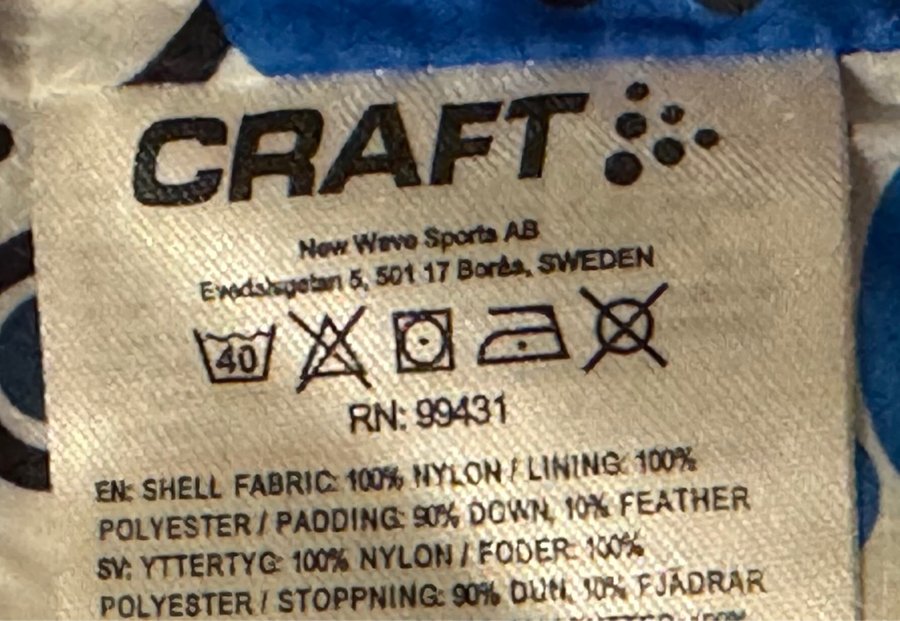 CRAFT
New Wave Sports AB
Evedalsgatan 5, 501 17 Borås, SWEDEN
40
RN: 99431
EN: SHELL FABRIC: 100% NYLON / LINING: 100%
POLYESTER / PADDING: 90% DOWN, 10% FEATHER
SV: YTTERTYG: 100% NYLON / FODER: 100%
POLYESTER / STOPPNING: 90% DUN, 10% FJÄDRAR